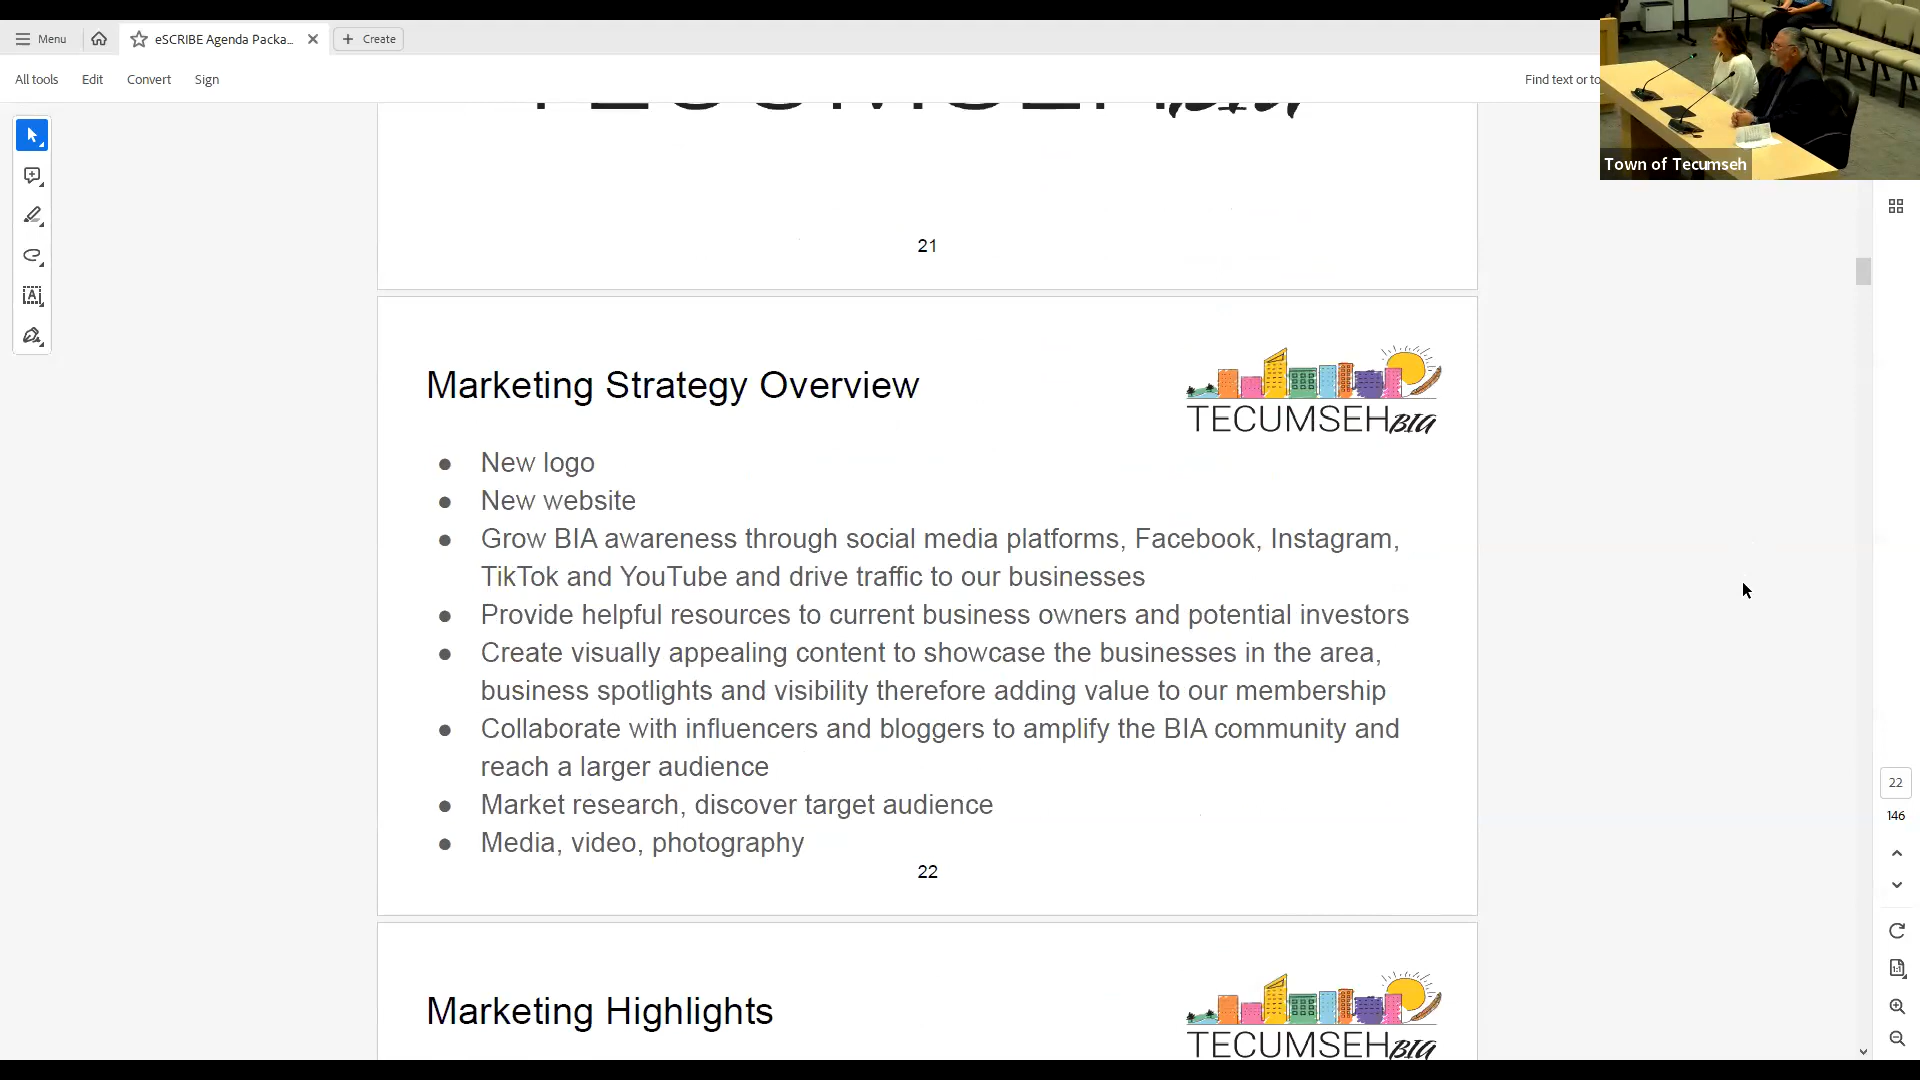 Menu
eSCRIBE Agenda Packa...
Create
All tools
Edit
Convert
Sign
Find text or to
Town of Tecumseh
21
Marketing Strategy Overview
TECUMSEH BIA
● New logo
● New website
● Grow BIA awareness through social media platforms, Facebook, Instagram,
TikTok and YouTube and drive traffic to our businesses
● Provide helpful resources to current business owners and potential investors
● Create visually appealing content to showcase the businesses in the area,
business spotlights and visibility therefore adding value to our membership
● Collaborate with influencers and bloggers to amplify the BIA community and
reach a larger audience
● Market research, discover target audience
● Media, video, photography
22
22
146
Marketing Highlights
TECUMSEH BIA